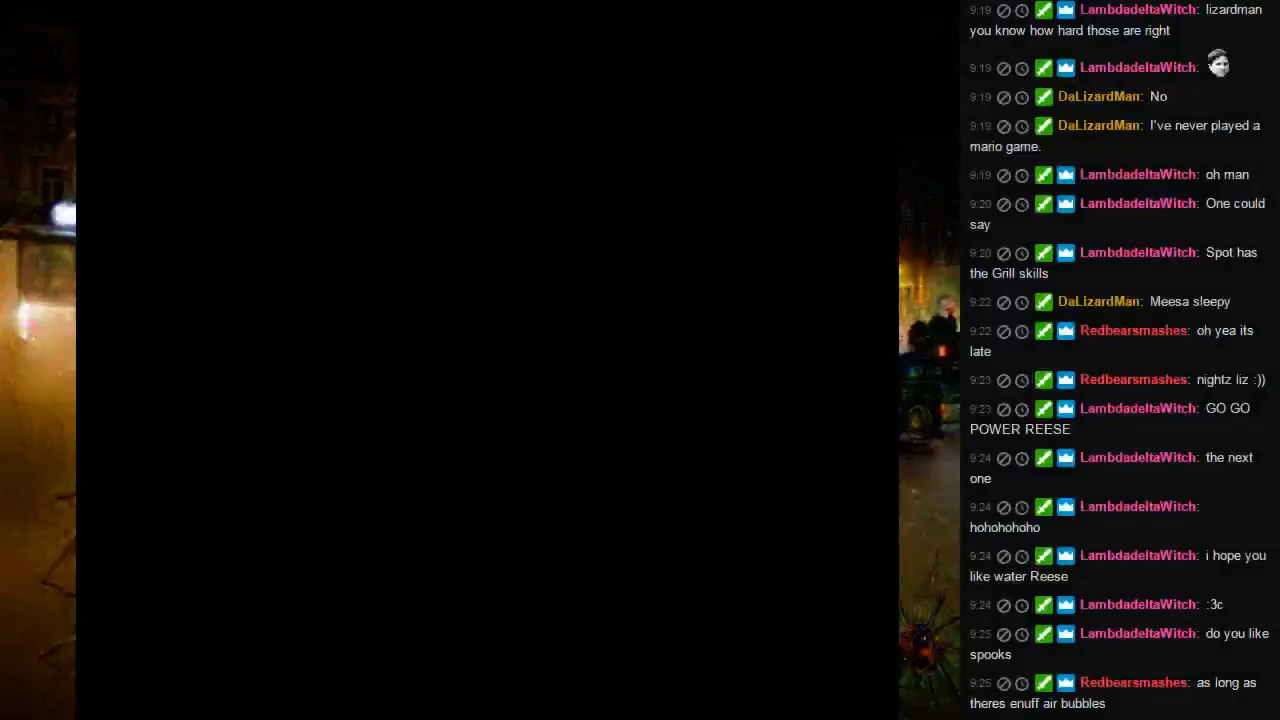 9:19 LambdadeltaWitch: lizardman
you know how hard those are right
9:19 LambdadeltaWitch:
9:19 DaLizardMan: No
9:19 DaLizardMan: I've never played a
mario game.
9:19 LambdadeltaWitch: oh man
9:20 LambdadeltaWitch: One could
say
9:20 LambdadeltaWitch: Spot has
the Grill skills
9:22 DaLizardMan: Meesa sleepy
9:22 Redbearsmashes: oh yea its
late
9:23 Redbearsmashes: nightz liz :))
9:23 LambdadeltaWitch: GO GO
POWER REESE
9:24 LambdadeltaWitch: the next
one
9:24 LambdadeltaWitch:
hohohohoho
9:24 LambdadeltaWitch: i hope you
like water Reese
9:24 LambdadeltaWitch: :3c
9:25 LambdadeltaWitch: do you like
spooks
9:25 Redbearsmashes: as long as
theres enuff air bubbles